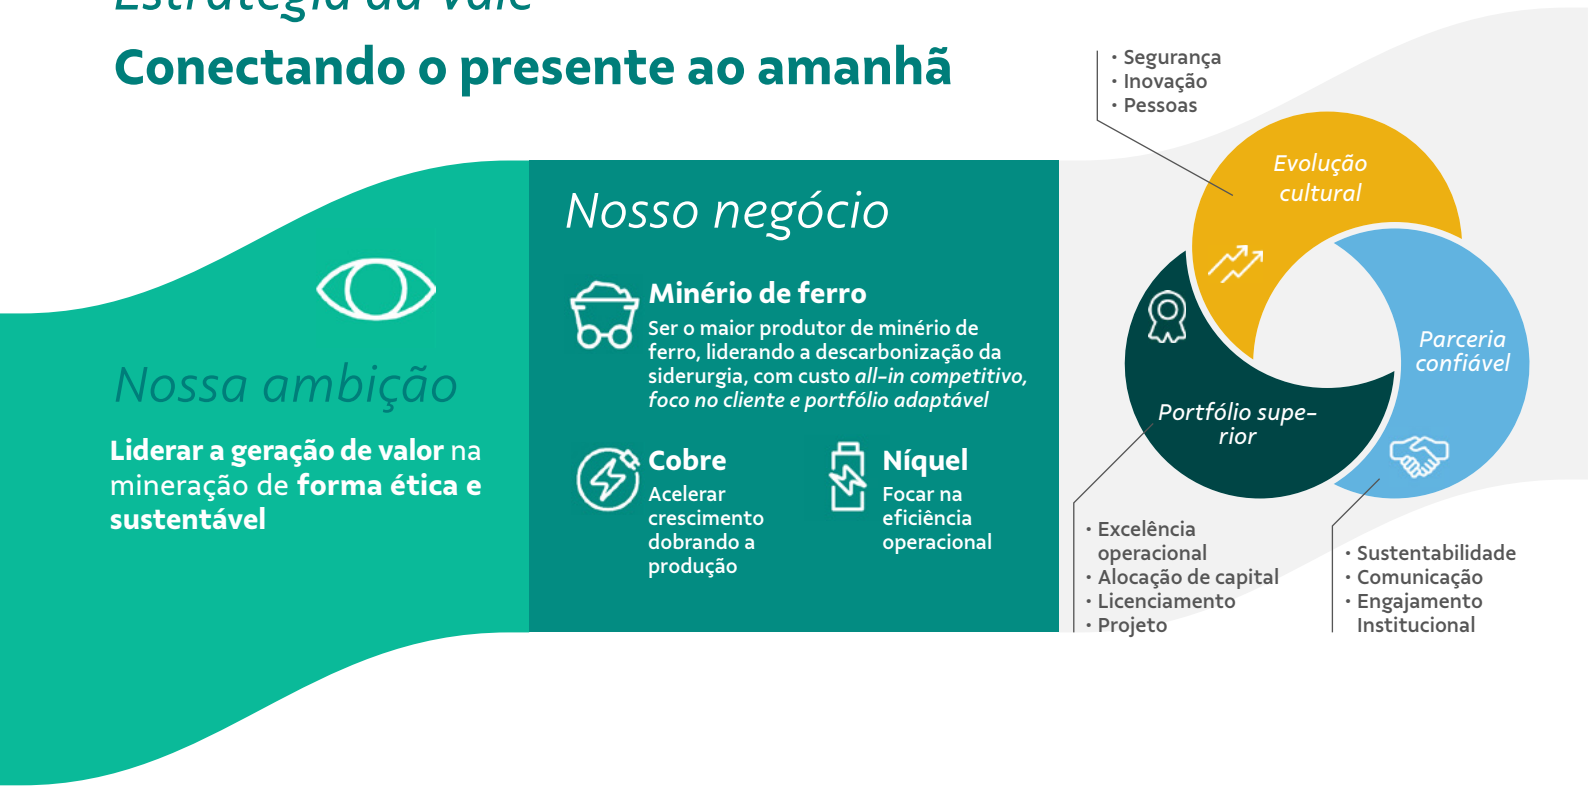 Estratégia da Vale
Conectando o presente ao amanhã
Nossa ambição
Liderar a geração de valor na
mineração de forma ética e
sustentável
Nosso negócio
Minério de ferro
Ser o maior produtor de minério de
ferro, liderando a descarbonização da
siderurgia, com custo all-in competitivo,
foco no cliente e portfólio adaptável
Cobre
Acelerar
crescimento
dobrando a
produção
Níquel
Focar na
eficiência
operacional
• Segurança
• Inovação
• Pessoas
Evolução
cultural
Parceria
confiável
Portfólio supe-
rior
• Excelência
operacional
• Alocação de capital
• Licenciamento
• Projeto
• Sustentabilidade
• Comunicação
• Engajamento
Institucional